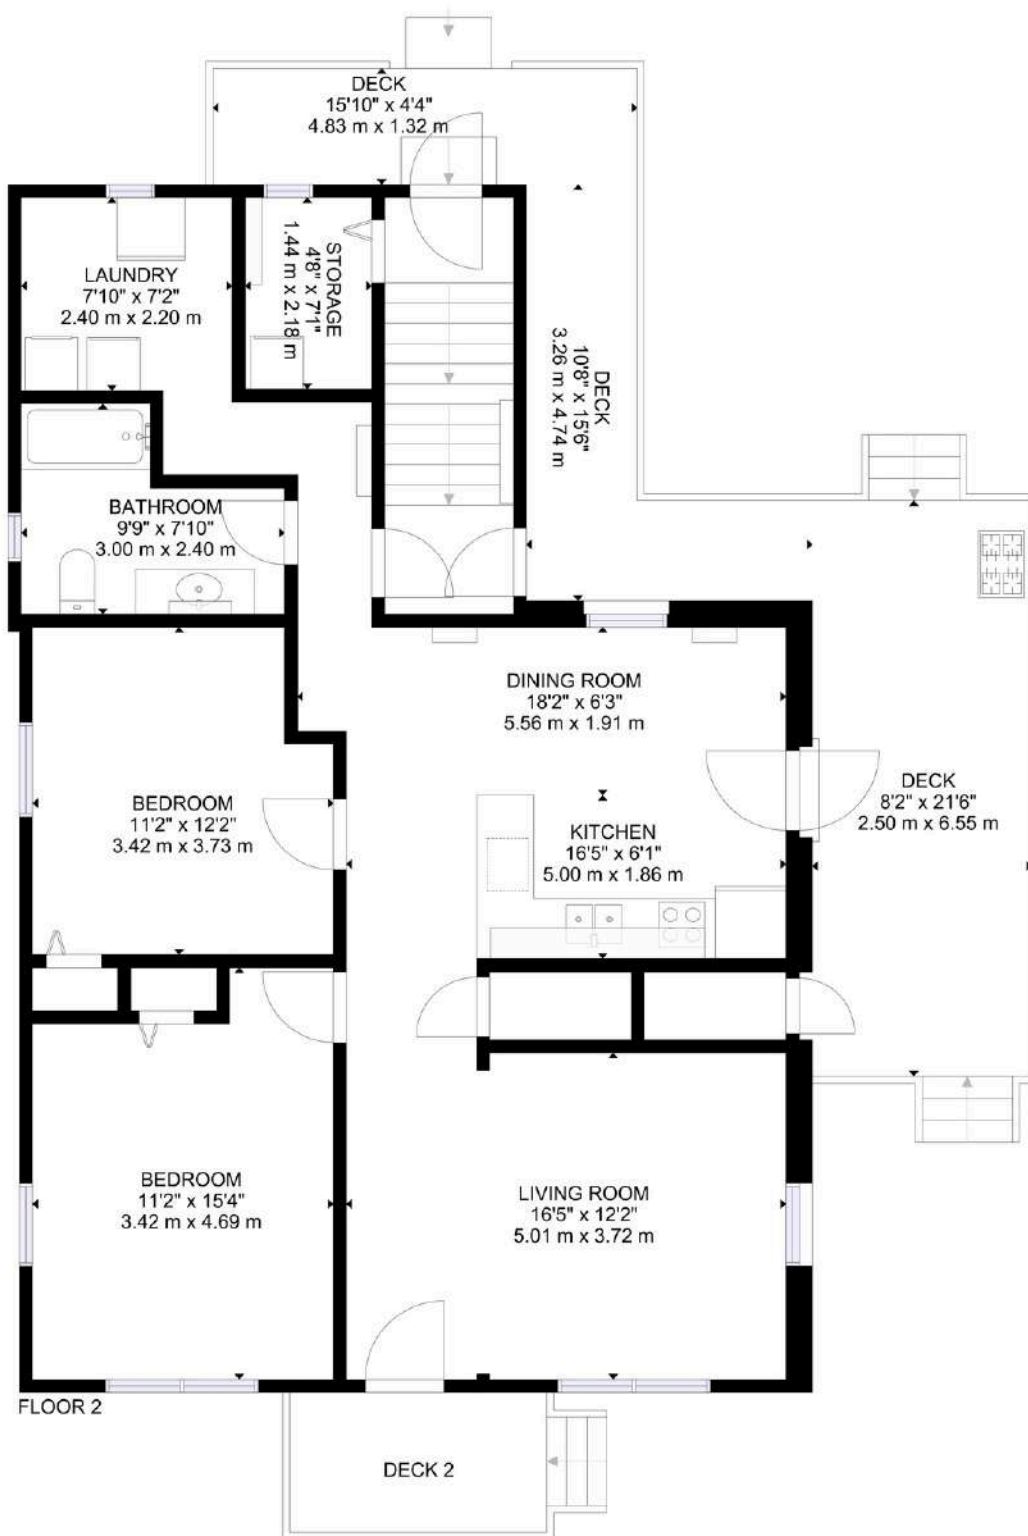 DECK
15'10" x 4'4"
4.83 m x 1.32 m
LAUNDRY
7'10" x 7'2"
2.40 m x 2.20 m
STORAGE
4'8" x 7'1"
1.44 m x 2.18 m
DECK
10'8" x 15'6"
3.26 m x 4.74 m
BATHROOM
9'9" x 7'10"
3.00 m x 2.40 m
DINING ROOM
18'2" x 6'3"
5.56 m x 1.91 m
BEDROOM
11'2" x 12'2"
3.42 m x 3.73 m
KITCHEN
16'5" x 6'1"
5.00 m x 1.86 m
DECK
8'2" x 21'6"
2.50 m x 6.55 m
BEDROOM
11'2" x 15'4"
3.42 m x 4.69 m
LIVING ROOM
16'5" x 12'2"
5.01 m x 3.72 m
FLOOR 2
DECK 2